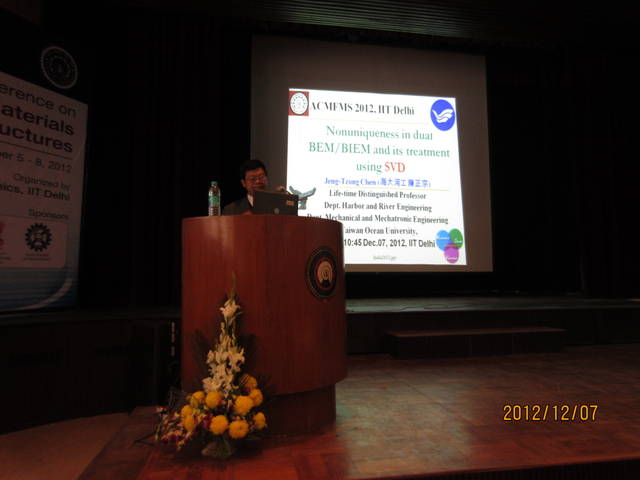 erence on
aterials
uctures
ber 5 - 8, 2012
Organized by
nics, IIT Delhi
Sponsors
ACMFMS 2012, IIT Delhi
Nonuniqueness in dual
BEM/BIEM and its treatment
using SVD
Jeng-Tzong Chen (海大河工 陳正宗)
Life-time Distinguished Professor
Dept. Harbor and River Engineering
Dept. Mechanical and Mechatronic Engineering
aiwan Ocean University,
10:45 Dec.07, 2012, IIT Delhi
2012/12/07